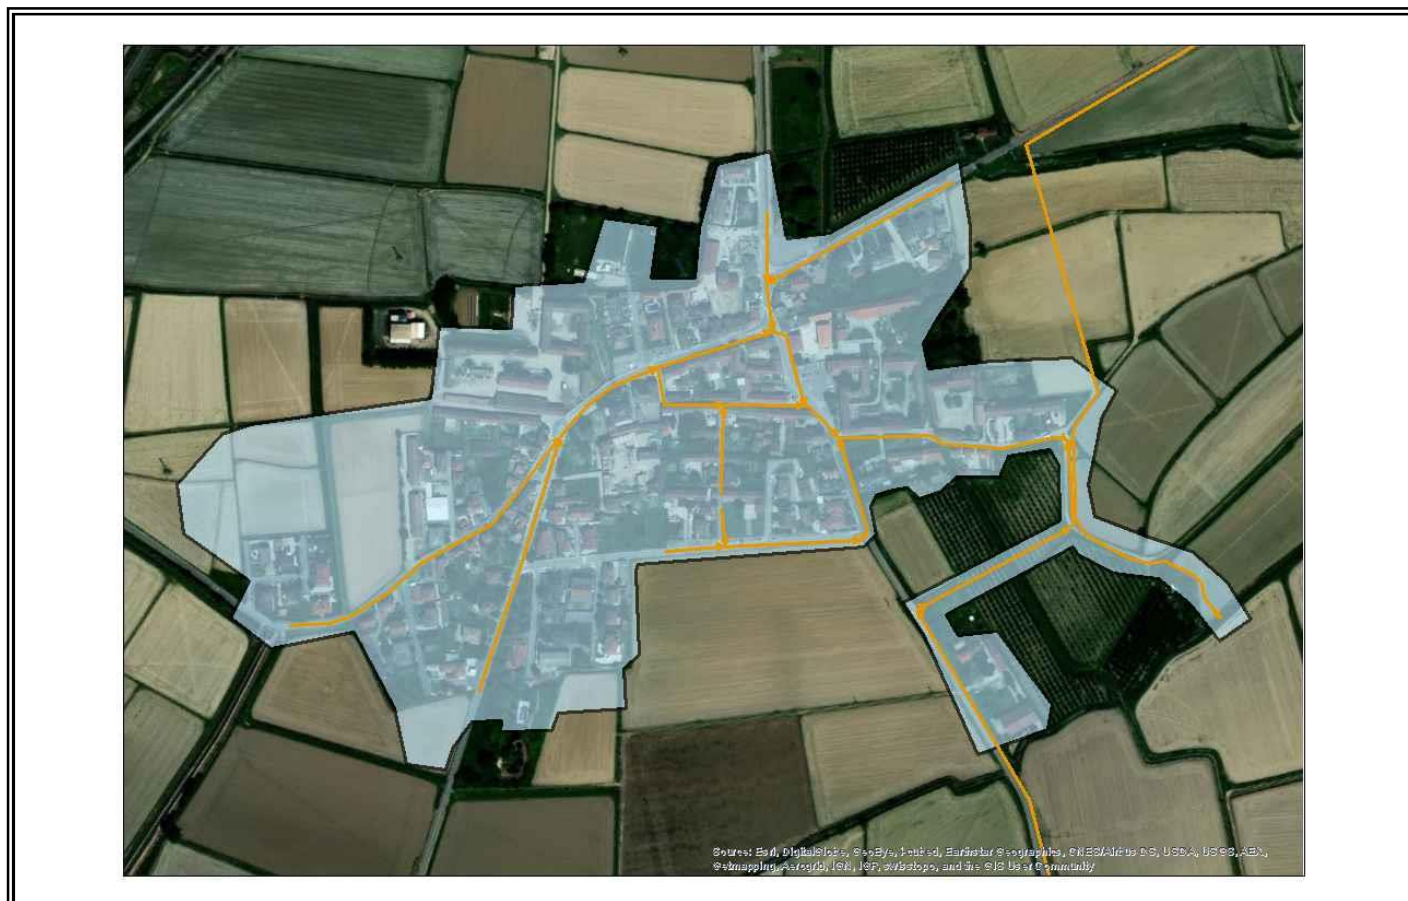 Source: Esri, DigitalGlobe, GeoEye, i-cubed, Earthstar Geographics, CNES/Airbus DS, USDA, USGS, AEX,
Getmapping, Aerogrid, IGN, IGP, swisstopo, and the GIS User Community